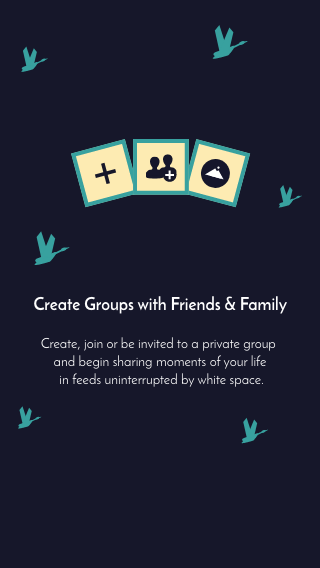 Create Groups with Friends & Family
Create, join or be invited to a private group
and begin sharing moments of your life
in feeds uninterrupted by white space.